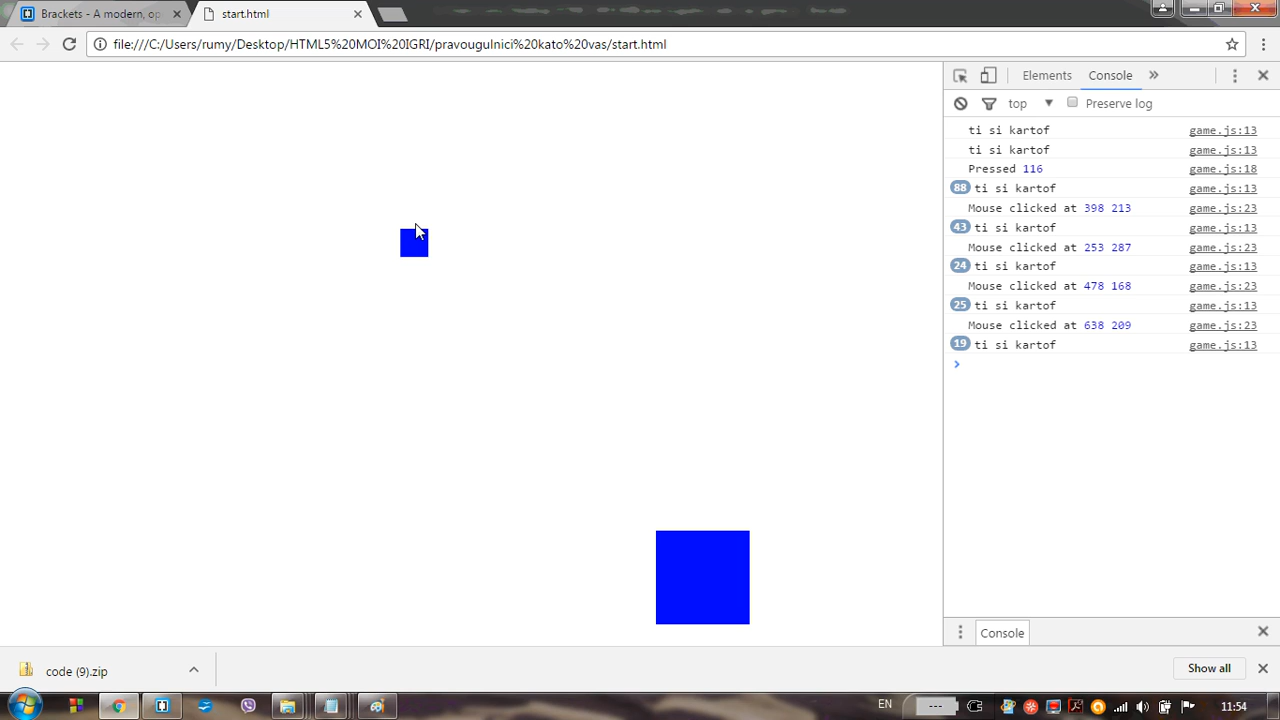 Brackets - A modern, op
start.html
file:///C:/Users/rumy/Desktop/HTML5%20MOI%20IGRI/pravougulnici%20kato%20vas/start.html
Elements Console »
top ▼ Preserve log
ti si kartof game.js:13
ti si kartof game.js:13
Pressed 116 game.js:18
88 ti si kartof game.js:13
Mouse clicked at 398 213 game.js:23
43 ti si kartof game.js:13
Mouse clicked at 253 287 game.js:23
24 ti si kartof game.js:13
Mouse clicked at 478 168 game.js:23
25 ti si kartof game.js:13
Mouse clicked at 638 209 game.js:23
19 ti si kartof game.js:13
Console
code (9).zip
Show all
EN
11:54